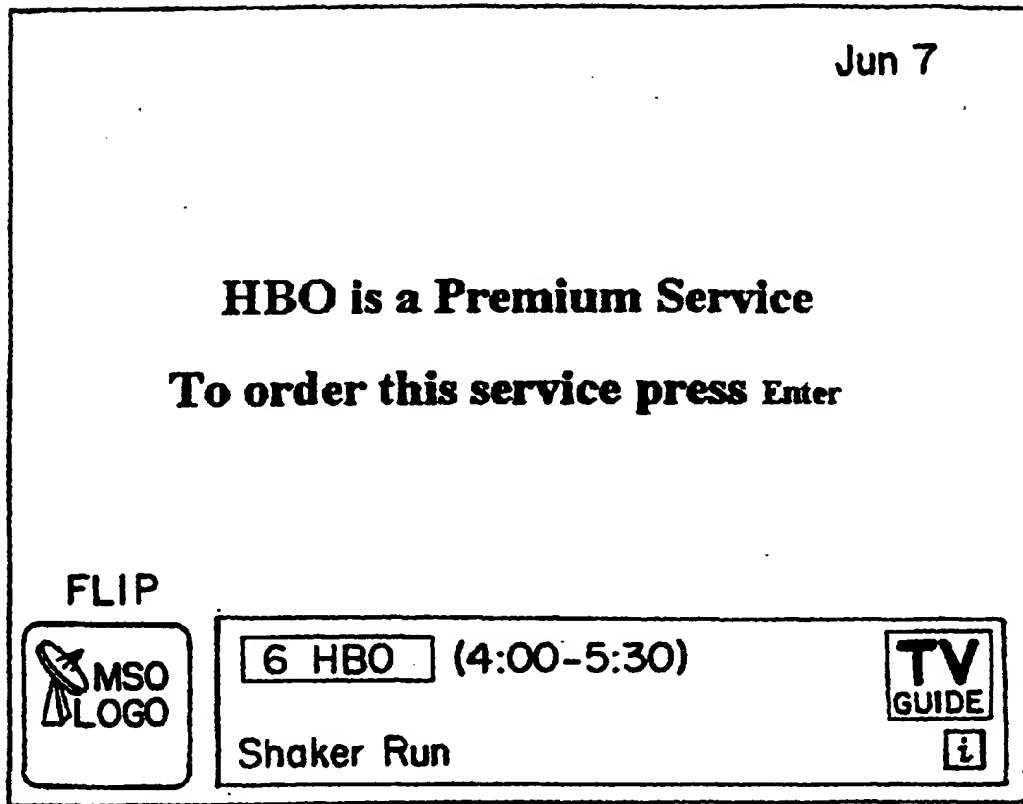 Jun 7
HBO is a Premium Service
To order this service press Enter
FLIP
MSO
LOGO
6 HBO (4:00-5:30)
TV
GUIDE
Shaker Run
i